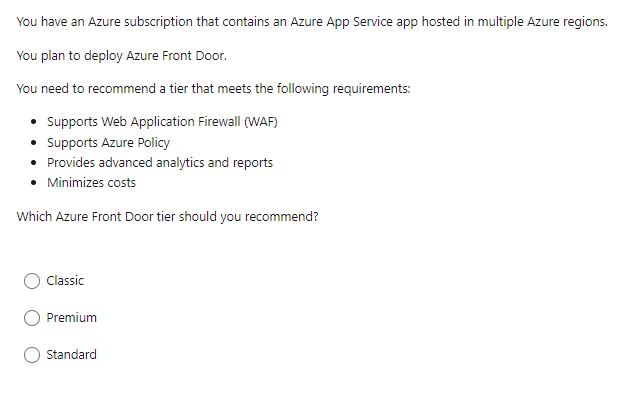 You have an Azure subscription that contains an Azure App Service app hosted in multiple Azure regions.
You plan to deploy Azure Front Door.
You need to recommend a tier that meets the following requirements:
• Supports Web Application Firewall (WAF)
• Supports Azure Policy
• Provides advanced analytics and reports
• Minimizes costs
Which Azure Front Door tier should you recommend?
Classic
Premium
Standard